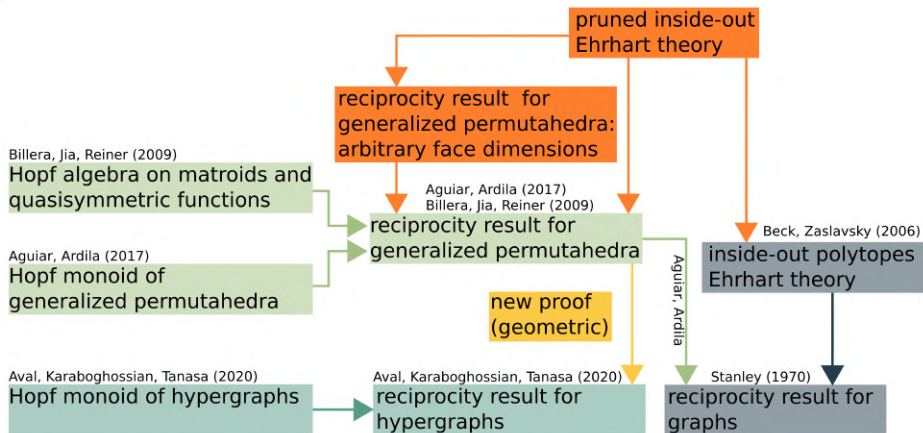 pruned inside-out
Ehrhart theory
reciprocity result for
generalized permutahedra:
arbitrary face dimensions
Billera, Jia, Reiner (2009)
Hopf algebra on matroids and
quasisymmetric functions
Aguiar, Ardila (2017)
Billera, Jia, Reiner (2009)
reciprocity result for
generalized permutahedra
Aguiar, Ardila (2017)
Hopf monoid of
generalized permutahedra
Beck, Zaslavsky (2006)
inside-out polytopes
Ehrhart theory
Aguiar, Ardila
new proof
(geometric)
Aval, Karaboghossian, Tanasa (2020)
Hopf monoid of hypergraphs
Aval, Karaboghossian, Tanasa (2020)
reciprocity result for
hypergraphs
Stanley (1970)
reciprocity result for
graphs